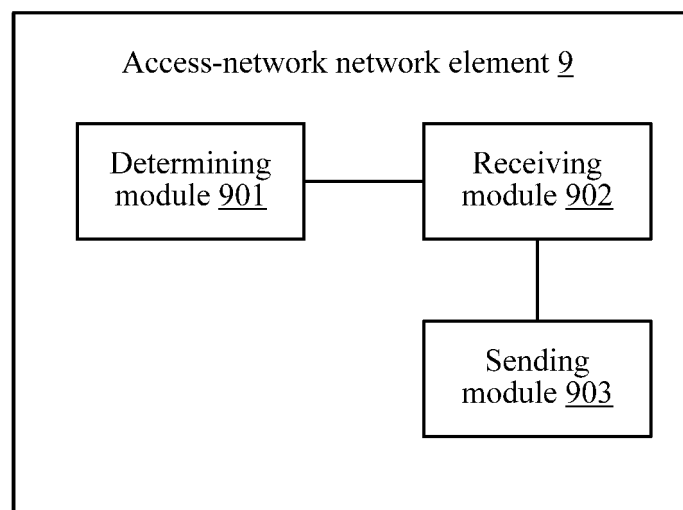 Access-network network element 9
Determining
module 901
Receiving
module 902
Sending
module 903